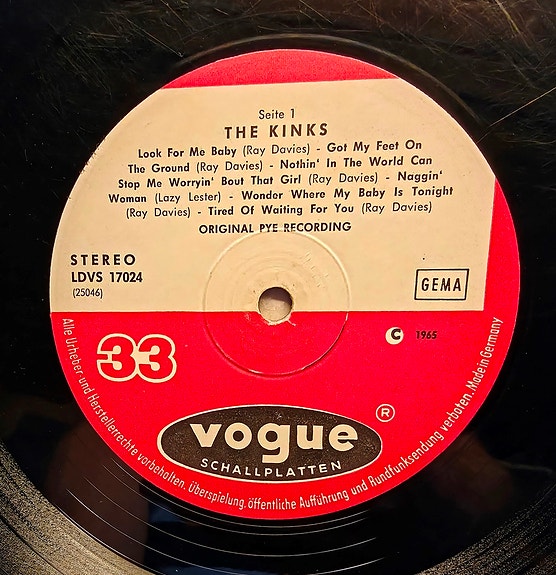 Seite 1
THE KINKS
Look For Me Baby (Ray Davies) - Got My Feet On
The Ground (Ray Davies) - Nothin' In The World Can
Stop Me Worryin' Bout That Girl (Ray Davies) - Naggin'
Woman (Lazy Lester) - Wonder Where My Baby Is Tonight
(Ray Davies) - Tired Of Waiting For You (Ray Davies)
ORIGINAL PYE RECORDING
STEREO
LDVS 17024
(25046)
GEMA
33
C 1965
vogue ®
SCHALLPLATTEN
Alle Urheber- und Herstellerrechte vorbehalten. Überspielung, öffentliche Aufführung und Rundfunksendung verboten. Made in Germany